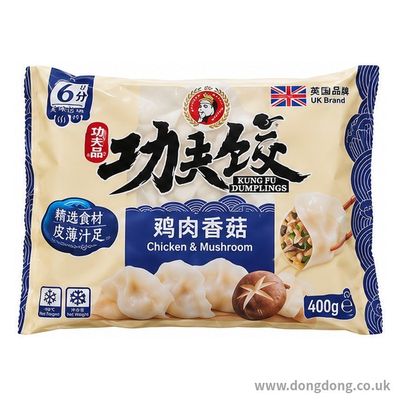 6分
英国品牌
UK Brand
功夫品
功夫饺
KUNG FU
DUMPLINGS
精选食材
皮薄汁足
鸡肉香菇
Chicken & Mushroom
400g e
www.dongdong.co.uk